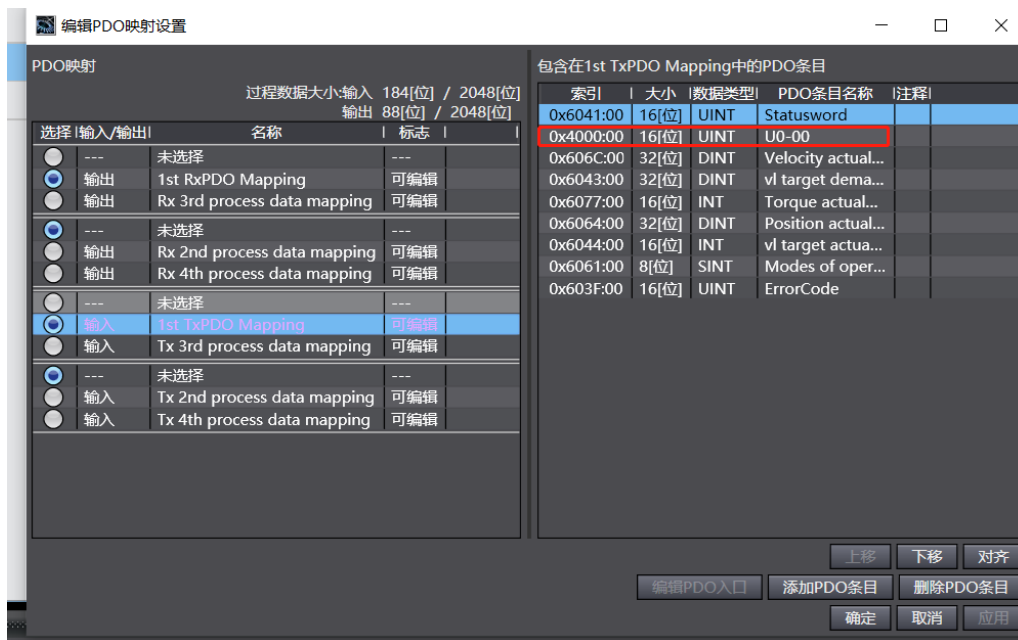 编辑PDO映射设置
PDO映射
过程数据大小:输入 184[位] / 2048[位]
输出 88[位] / 2048[位]
选择 输入/输出 名称 标志
--- 未选择 ---
输出 1st RxPDO Mapping 可编辑
输出 Rx 3rd process data mapping 可编辑
--- 未选择 ---
输出 Rx 2nd process data mapping 可编辑
输出 Rx 4th process data mapping 可编辑
--- 未选择 ---
输入 1st TxPDO Mapping 可编辑
输入 Tx 3rd process data mapping 可编辑
--- 未选择 ---
输入 Tx 2nd process data mapping 可编辑
输入 Tx 4th process data mapping 可编辑
包含在1st TxPDO Mapping中的PDO条目
索引 大小 数据类型 PDO条目名称 注释
0x6041:00 16[位] UINT Statusword
0x4000:00 16[位] UINT U0-00
0x606C:00 32[位] DINT Velocity actual...
0x6043:00 32[位] DINT vl target dema...
0x6077:00 16[位] INT Torque actual...
0x6064:00 32[位] DINT Position actual...
0x6044:00 16[位] INT vl target actua...
0x6061:00 8[位] SINT Modes of oper...
0x603F:00 16[位] UINT ErrorCode
上移 下移 对齐
编辑PDO入口 添加PDO条目 删除PDO条目
确定 取消 应用